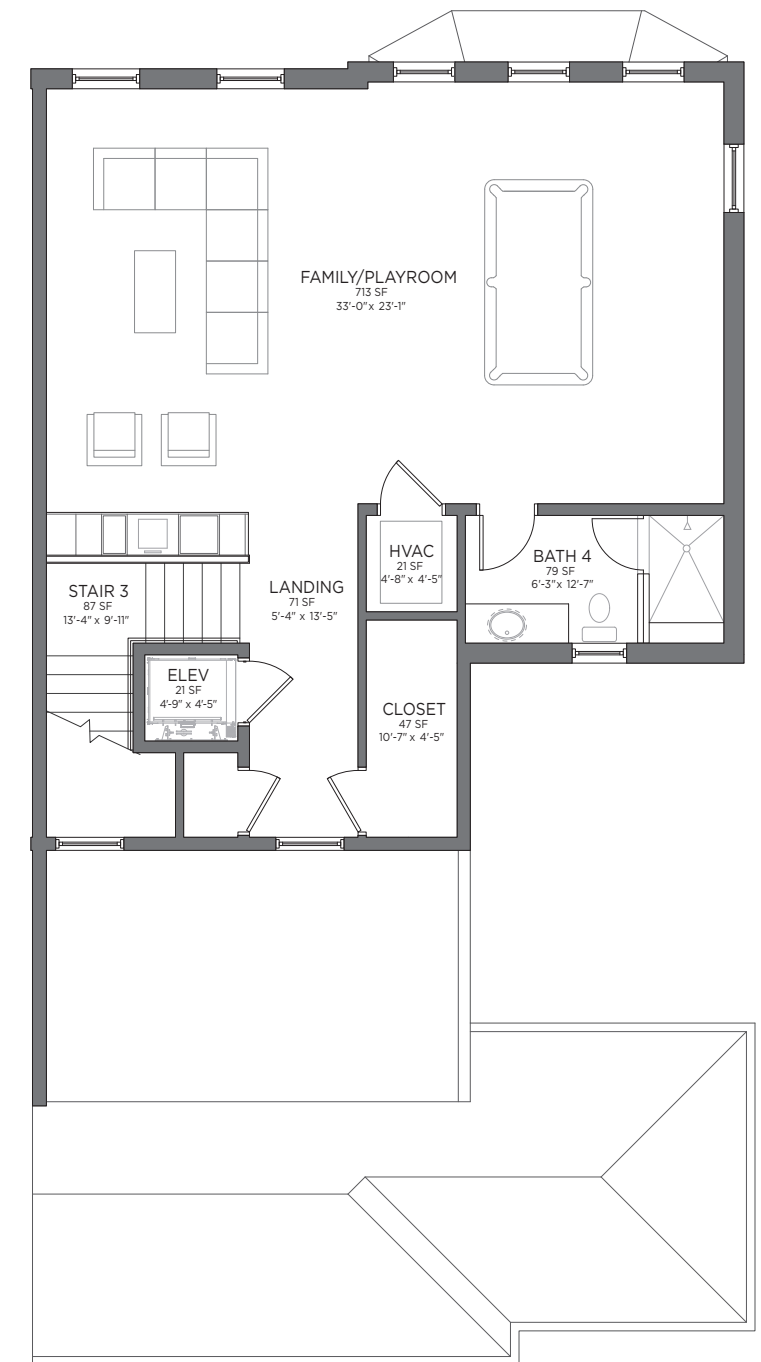 FAMILY/PLAYROOM
713 SF
33'-0" x 23'-1"
HVAC
21 SF
4'-8" x 4'-5"
BATH 4
79 SF
6'-3" x 12'-7"
STAIR 3
87 SF
13'-4" x 9'-11"
LANDING
71 SF
5'-4" x 13'-5"
ELEV
21 SF
4'-9" x 4'-5"
CLOSET
47 SF
10'-7" x 4'-5"